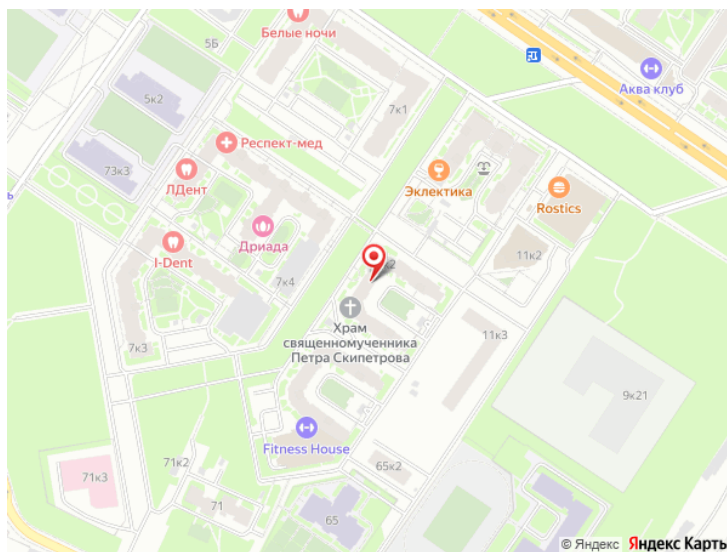 Белые ночи
5Б
Аква клуб
5к2
7к1
Респект-мед
73к3
ЛДент
Эклектика
Rostics
Дриада
I-Dent
11к2
7к4
Храм
священномученника
Петра Скипетрова
11к3
7к3
9к21
Fitness House
71к2
65к2
71к3
71
65
© Яндекс Яндекс Карты